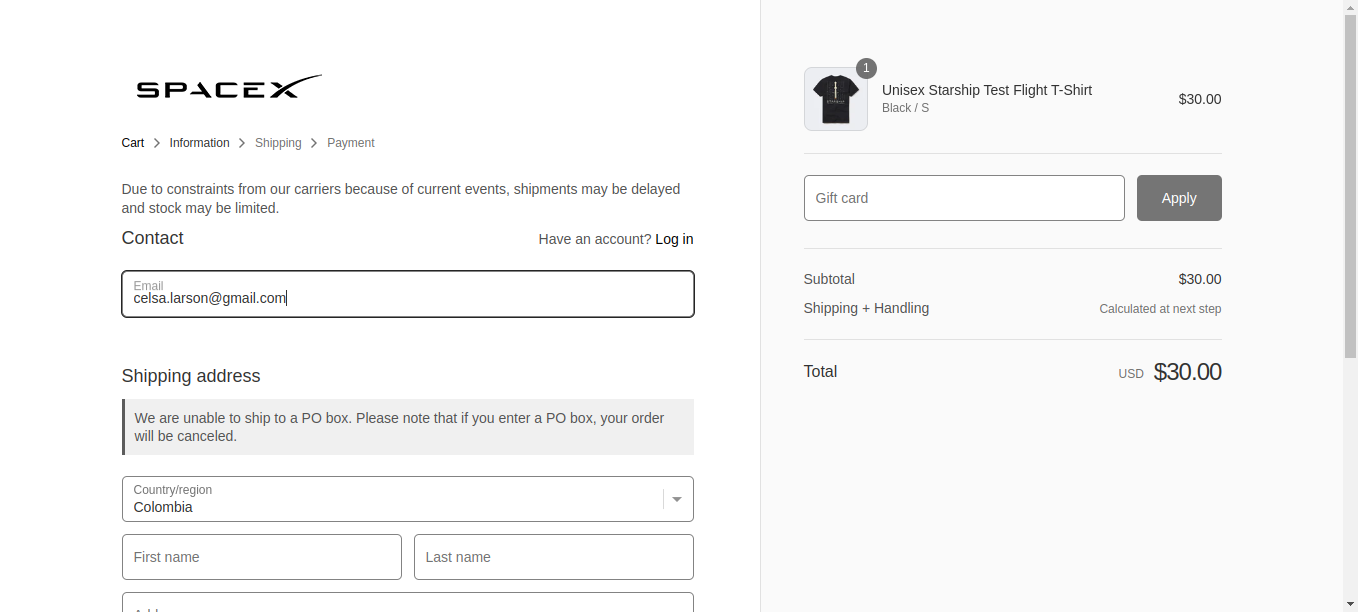 SPACEX
Cart > Information > Shipping > Payment
Due to constraints from our carriers because of current events, shipments may be delayed
and stock may be limited.
Contact
Have an account? Log in
Email
celsa.larson@gmail.com
Shipping address
We are unable to ship to a PO box. Please note that if you enter a PO box, your order
will be canceled.
Country/region
Colombia
First name
Last name
1
Unisex Starship Test Flight T-Shirt
Black / S
$30.00
Gift card
Apply
Subtotal
$30.00
Shipping + Handling
Calculated at next step
Total
USD $30.00